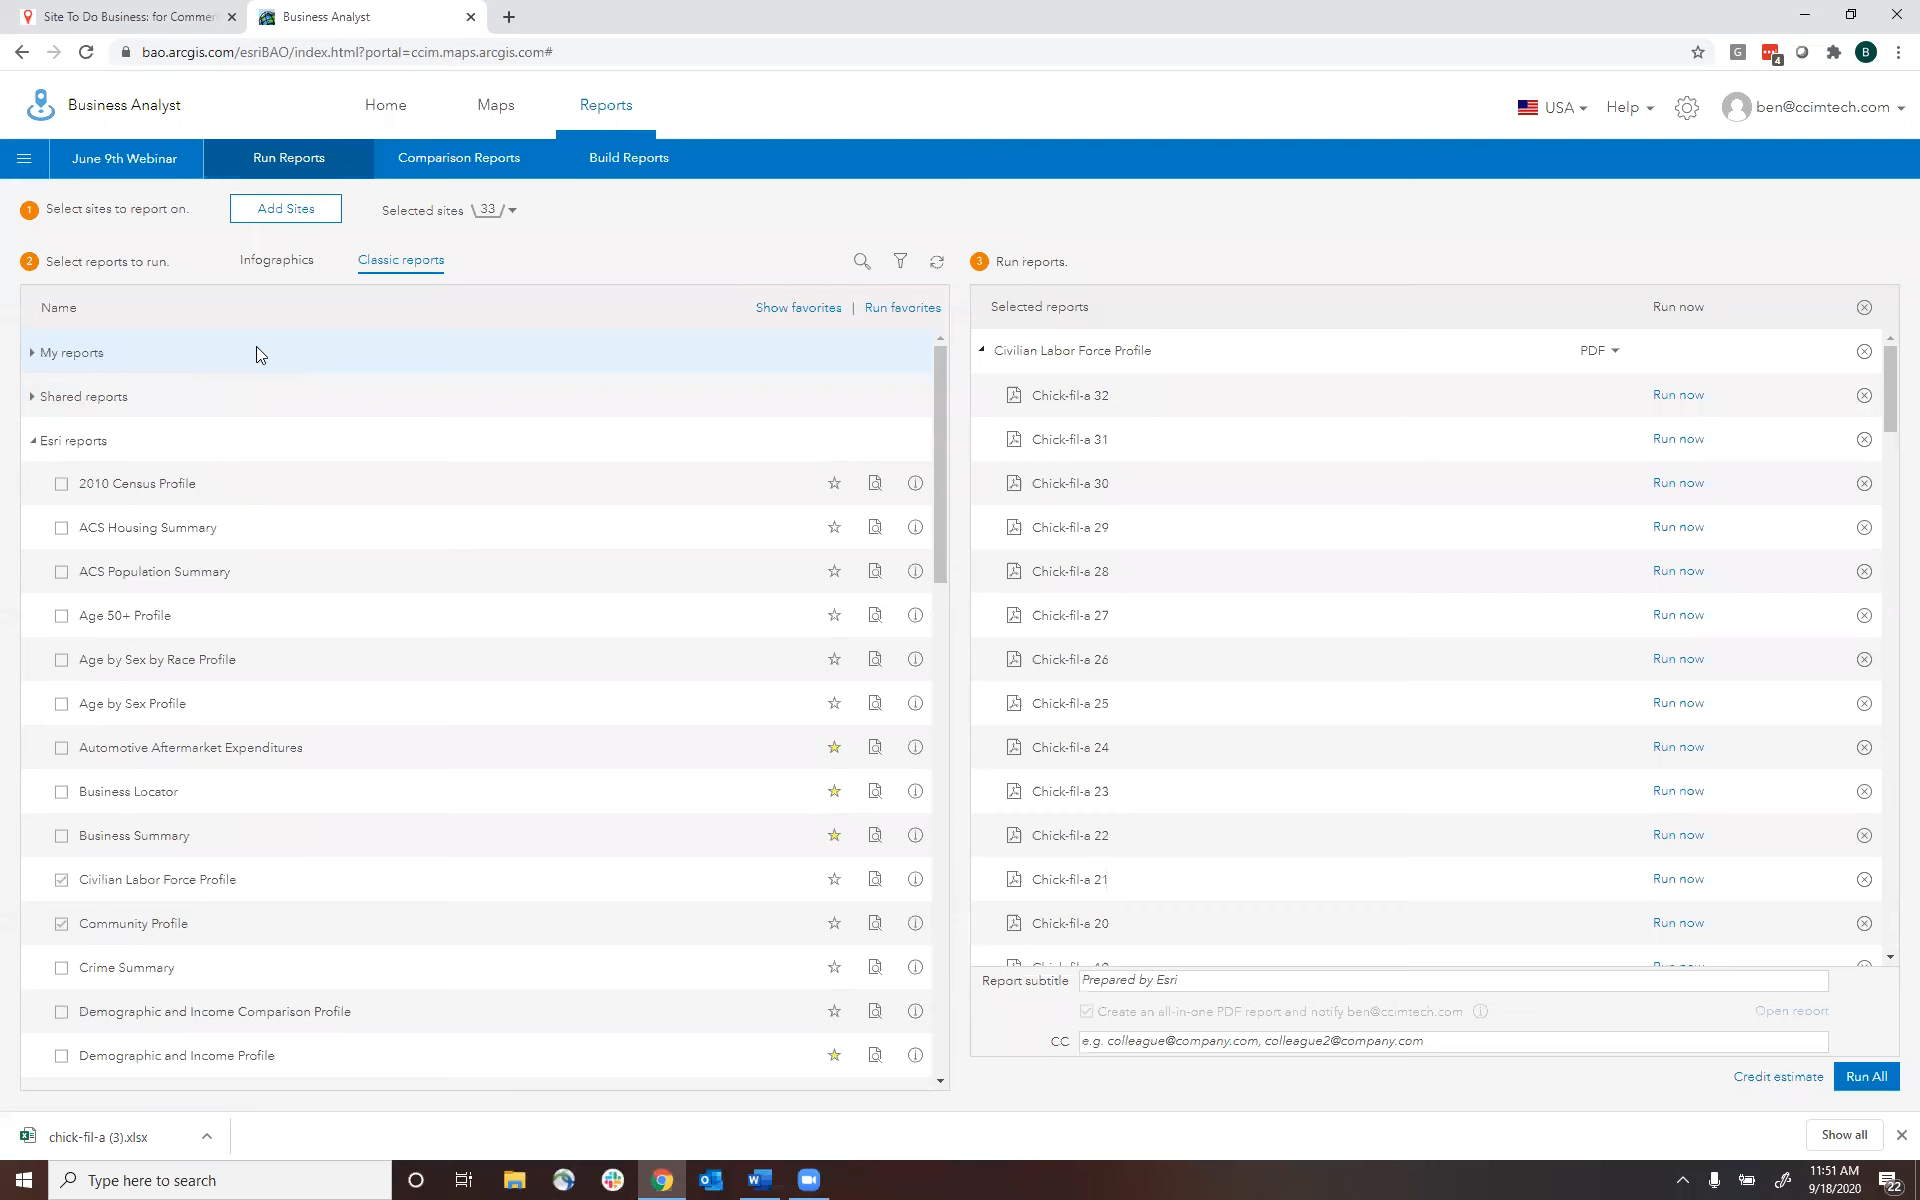 Site To Do Business: for Commer
Business Analyst
bao.arcgis.com/esriBAO/index.html?portal=ccim.maps.arcgis.com#
G
4
B
Business Analyst
Home
Maps
Reports
USA
Help
ben@ccimtech.com
June 9th Webinar
Run Reports
Comparison Reports
Build Reports
1
Select sites to report on.
Add Sites
Selected sites
33
2
Select reports to run.
Infographics
Classic reports
3
Run reports.
Name
Show favorites | Run favorites
My reports
Shared reports
Esri reports
2010 Census Profile
ACS Housing Summary
ACS Population Summary
Age 50+ Profile
Age by Sex by Race Profile
Age by Sex Profile
Automotive Aftermarket Expenditures
Business Locator
Business Summary
Civilian Labor Force Profile
Community Profile
Crime Summary
Demographic and Income Comparison Profile
Demographic and Income Profile
Selected reports
Run now
Civilian Labor Force Profile
PDF
Chick-fil-a 32
Run now
Chick-fil-a 31
Run now
Chick-fil-a 30
Run now
Chick-fil-a 29
Run now
Chick-fil-a 28
Run now
Chick-fil-a 27
Run now
Chick-fil-a 26
Run now
Chick-fil-a 25
Run now
Chick-fil-a 24
Run now
Chick-fil-a 23
Run now
Chick-fil-a 22
Run now
Chick-fil-a 21
Run now
Chick-fil-a 20
Run now
Report subtitle
Prepared by Esri
Create an all-in-one PDF report and notify ben@ccimtech.com
Open report
CC
e.g. colleague@company.com, colleague2@company.com
Credit estimate
Run All
chick-fil-a (3).xlsx
Show all
Type here to search
11:51 AM
9/18/2020
22